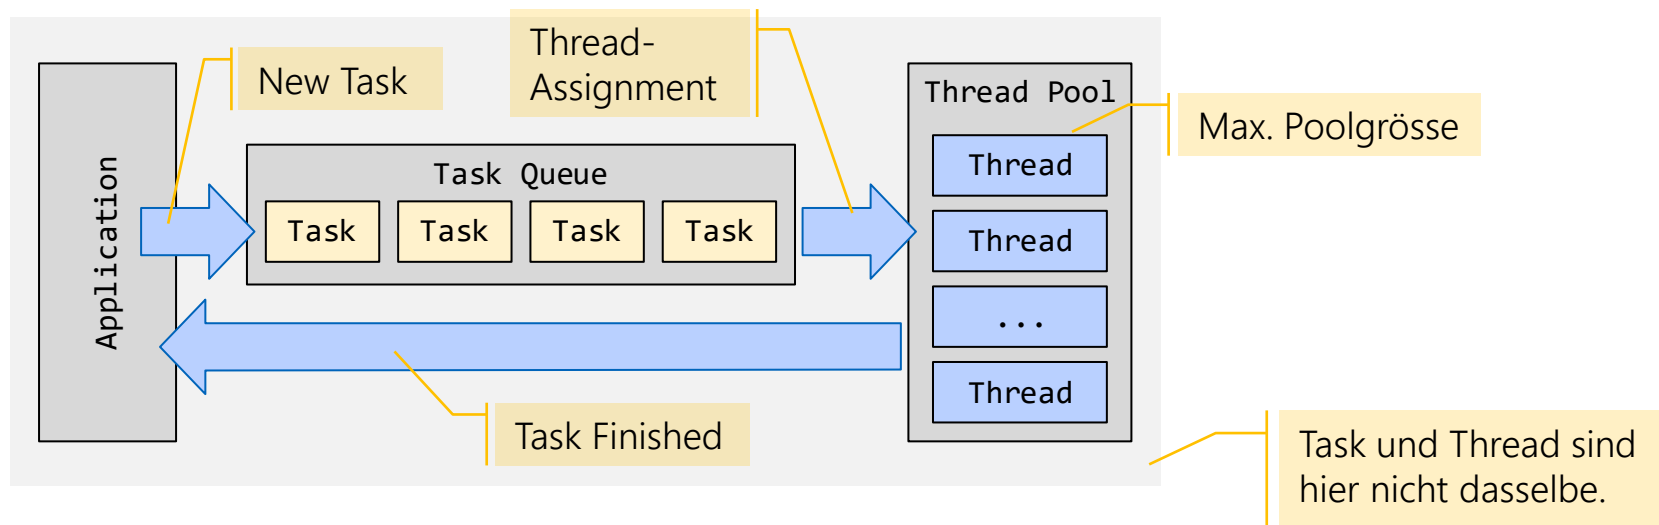 New Task
Thread-
Assignment
Thread Pool
Max. Poolgrösse
Application
Task Queue
Task
Task
Task
Task
Thread
Thread
...
Thread
Task Finished
Task und Thread sind
hier nicht dasselbe.